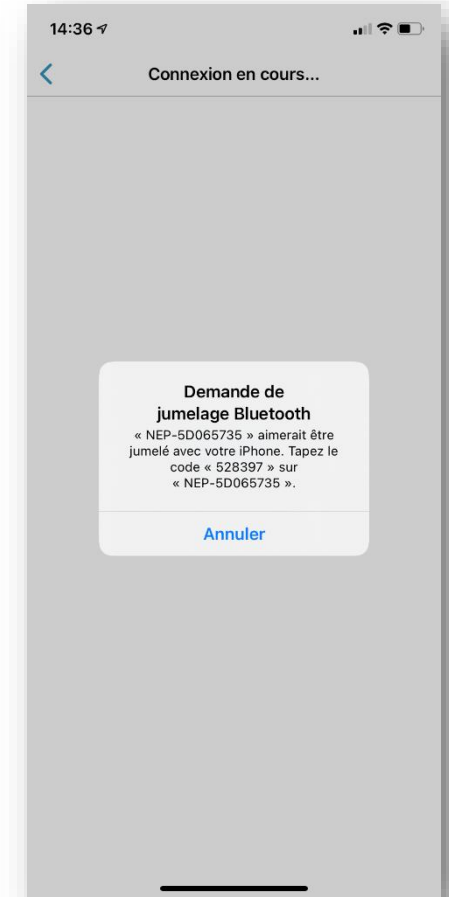 14:36
Connexion en cours...
Demande de
jumelage Bluetooth
« NEP-5D065735 » aimerait être
jumelé avec votre iPhone. Tapez le
code « 528397 » sur
« NEP-5D065735 ».
Annuler